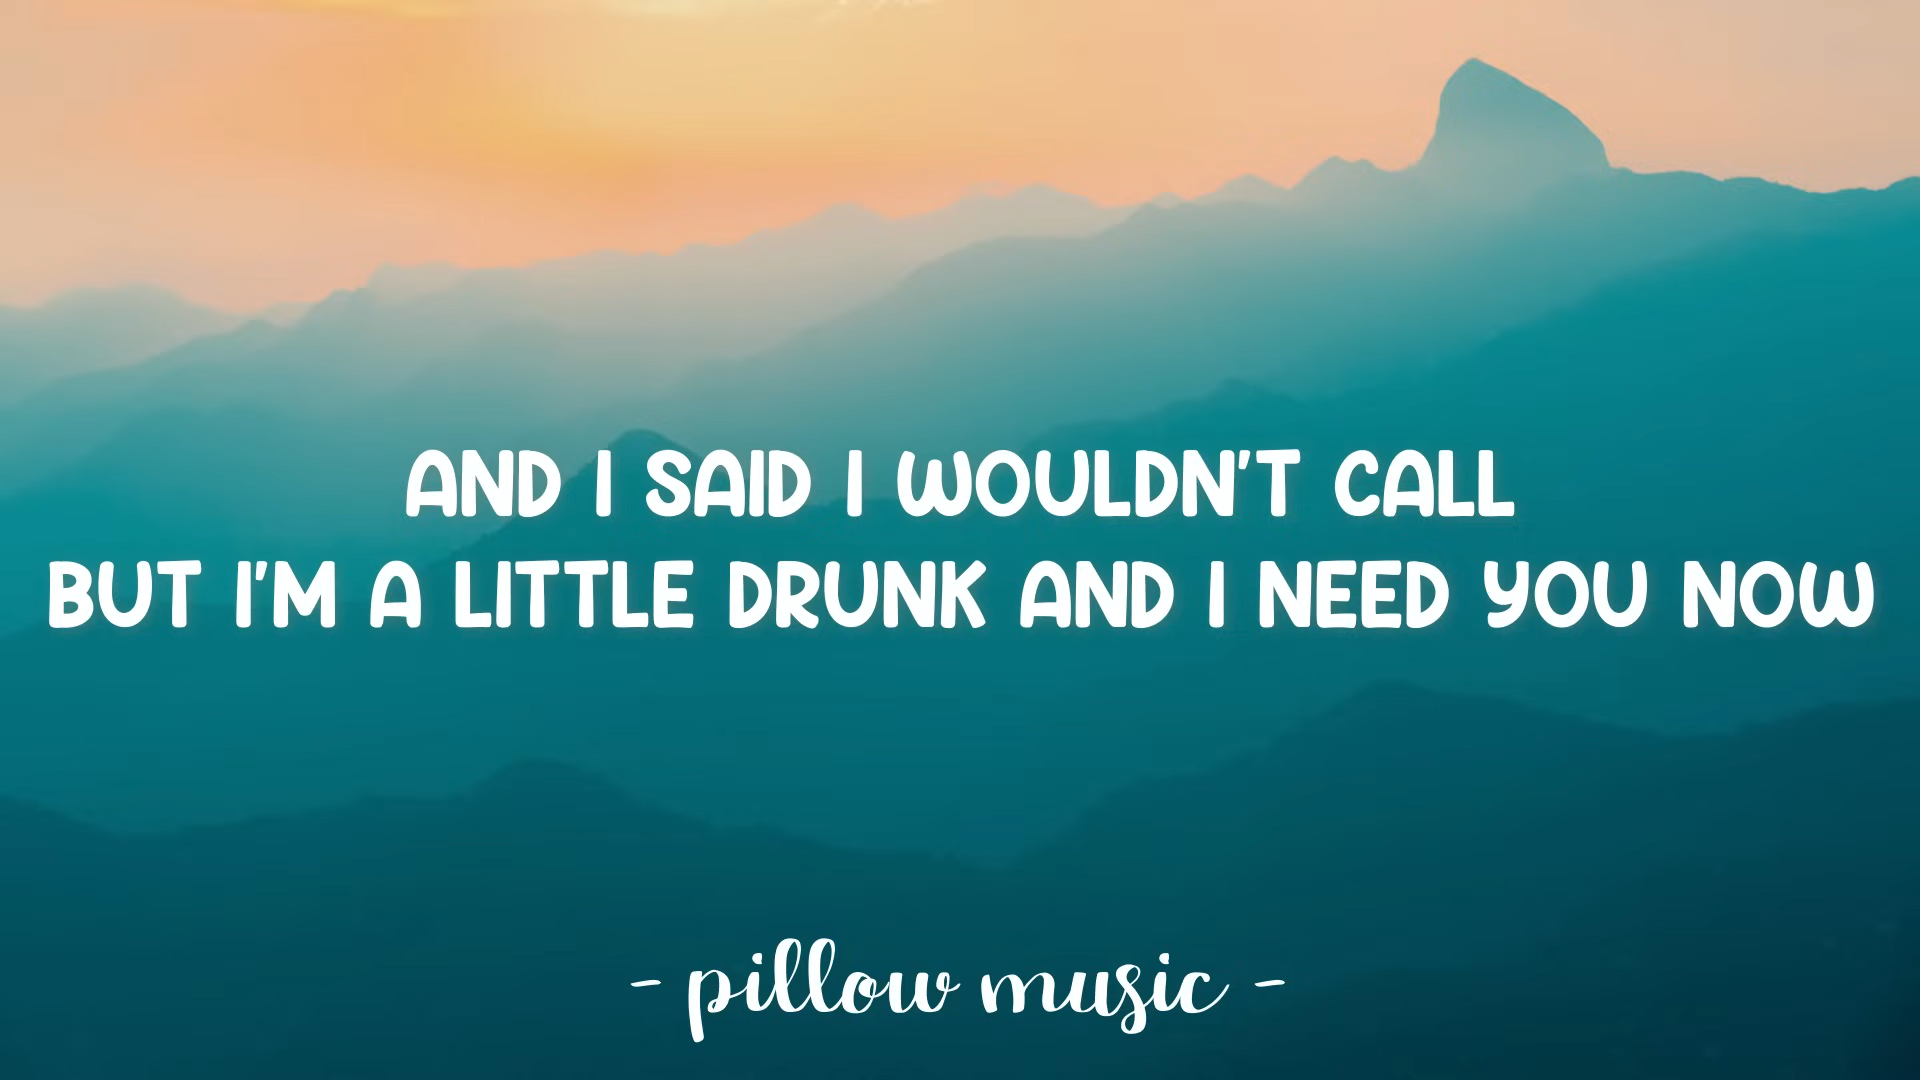 AND I SAID I WOULDN'T CALL
BUT I'M A LITTLE DRUNK AND I NEED YOU NOW
- pillow music -